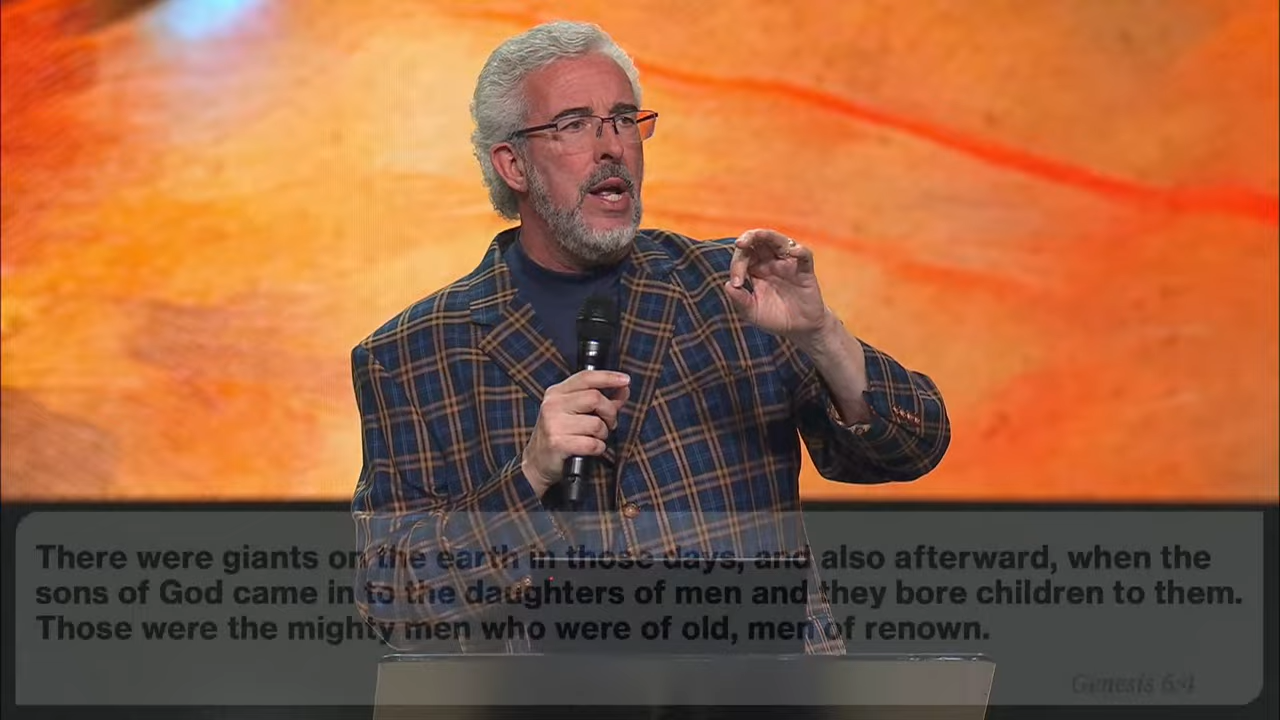 There were giants on the earth in those days, and also afterward, when the
sons of God came in to the daughters of men and they bore children to them.
Those were the mighty men who were of old, men of renown.
Genesis 6:4